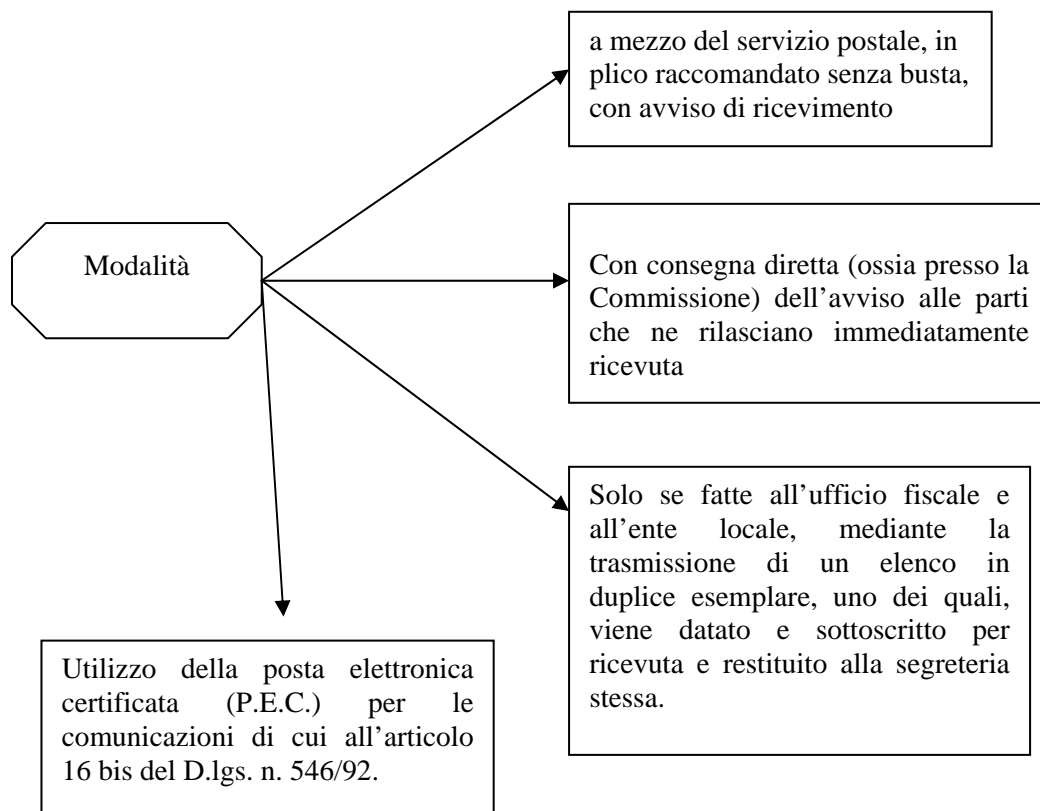 a mezzo del servizio postale, in
plico raccomandato senza busta,
con avviso di ricevimento
Modalità
Con consegna diretta (ossia presso la
Commissione) dell’avviso alle parti
che ne rilasciano immediatamente
ricevuta
Solo se fatte all’ufficio fiscale e
all’ente locale, mediante la
trasmissione di un elenco in
duplice esemplare, uno dei quali,
viene datato e sottoscritto per
ricevuta e restituito alla segreteria
stessa.
Utilizzo della posta elettronica
certificata (P.E.C.) per le
comunicazioni di cui all’articolo
16 bis del D.lgs. n. 546/92.